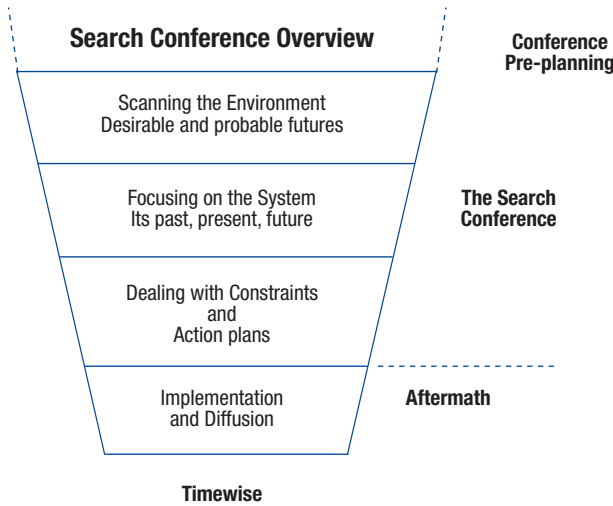 Search Conference Overview
Conference
Pre-planning
Scanning the Environment
Desirable and probable futures
Focusing on the System
Its past, present, future
The Search
Conference
Dealing with Constraints
and
Action plans
Implementation
and Diffusion
Aftermath
Timewise